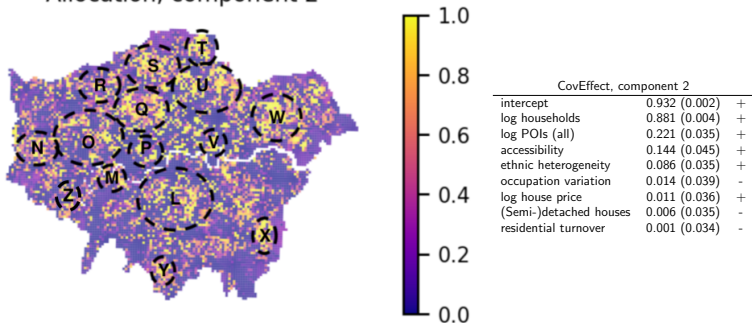 Allocation, component 2
T
S
R
U
Q
W
N
O
P
V
M
Z
L
X
Y
1.0
0.8
0.6
0.4
0.2
0.0
CovEffect, component 2
intercept 0.932 (0.002) +
log households 0.881 (0.004) +
log POIs (all) 0.221 (0.035) +
accessibility 0.144 (0.045) +
ethnic heterogeneity 0.086 (0.035) +
occupation variation 0.014 (0.039) -
log house price 0.011 (0.036) +
(Semi-)detached houses 0.006 (0.035) -
residential turnover 0.001 (0.034) -